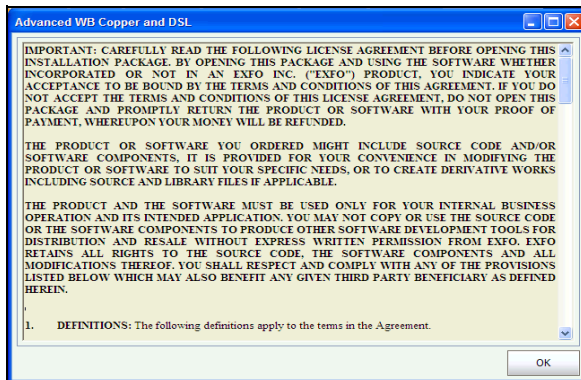 Advanced WB Copper and DSL
IMPORTANT: CAREFULLY READ THE FOLLOWING LICENSE AGREEMENT BEFORE OPENING THIS
INSTALLATION PACKAGE. BY OPENING THIS PACKAGE AND USING THE SOFTWARE WHETHER
INCORPORATED OR NOT IN AN EXFO INC. ("EXFO") PRODUCT, YOU INDICATE YOUR
ACCEPTANCE TO BE BOUND BY THE TERMS AND CONDITIONS OF THIS AGREEMENT. IF YOU DO
NOT ACCEPT THE TERMS AND CONDITIONS OF THIS LICENSE AGREEMENT, DO NOT OPEN THIS
PACKAGE AND PROMPTLY RETURN THE PRODUCT OR SOFTWARE WITH YOUR PROOF OF
PAYMENT, WHEREUPON YOUR MONEY WILL BE REFUNDED.
THE PRODUCT OR SOFTWARE YOU ORDERED MIGHT INCLUDE SOURCE CODE AND/OR
SOFTWARE COMPONENTS, IT IS PROVIDED FOR YOUR CONVENIENCE IN MODIFYING THE
PRODUCT OR SOFTWARE TO SUIT YOUR SPECIFIC NEEDS, OR TO CREATE DERIVATIVE WORKS
INCLUDING SOURCE AND LIBRARY FILES IF APPLICABLE.
THE PRODUCT AND THE SOFTWARE MUST BE USED ONLY FOR YOUR INTERNAL BUSINESS
OPERATION AND ITS INTENDED APPLICATION. YOU MAY NOT COPY OR USE THE SOURCE CODE
OR THE SOFTWARE COMPONENTS TO PRODUCE OTHER SOFTWARE DEVELOPMENT TOOLS FOR
DISTRIBUTION AND RESALE WITHOUT EXPRESS WRITTEN PERMISSION FROM EXFO. EXFO
RETAINS ALL RIGHTS TO THE SOURCE CODE, THE SOFTWARE COMPONENTS AND ALL
MODIFICATIONS THEREOF. YOU SHALL RESPECT AND COMPLY WITH ANY OF THE PROVISIONS
LISTED BELOW WHICH MAY ALSO BENEFIT ANY GIVEN THIRD PARTY BENEFICIARY AS DEFINED
HEREIN.
'
1. DEFINITIONS: The following definitions apply to the terms in the Agreement.
OK